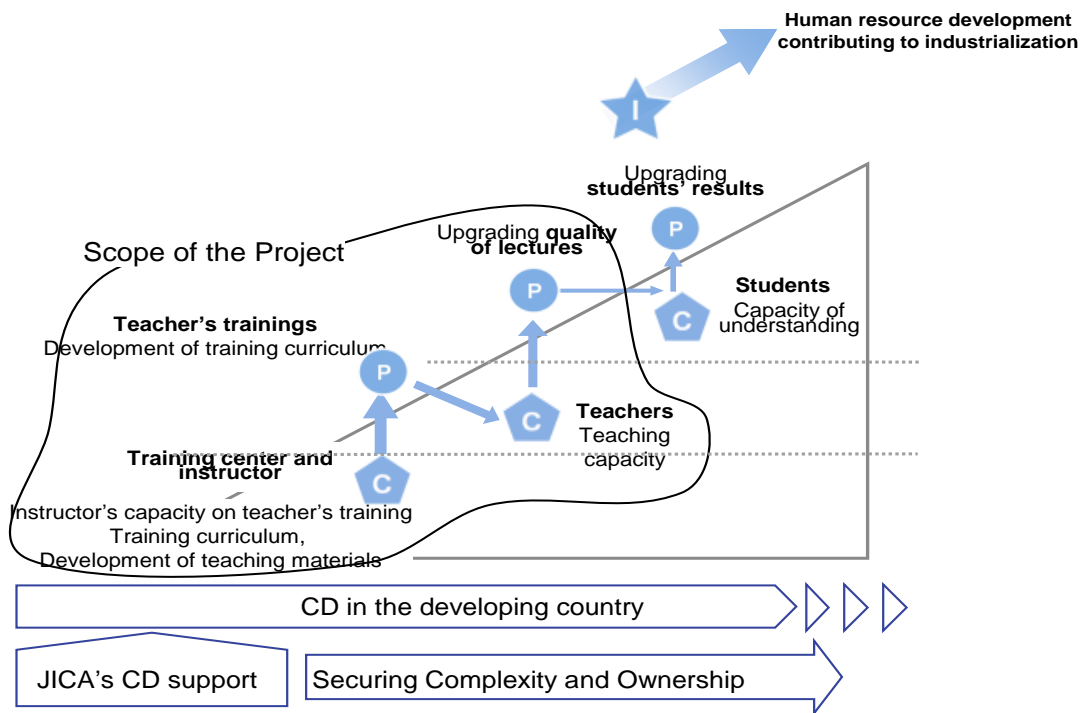 Human resource development
contributing to industrialization
I
Upgrading
students' results
P
Upgrading quality
of lectures
Scope of the Project
P
Students
Capacity of
understanding
C
Teacher's trainings
Development of training curriculum
P
Teachers
Teaching
capacity
C
Training center and
instructor
C
Instructor's capacity on teacher's training
Training curriculum,
Development of teaching materials
CD in the developing country
JICA's CD support
Securing Complexity and Ownership